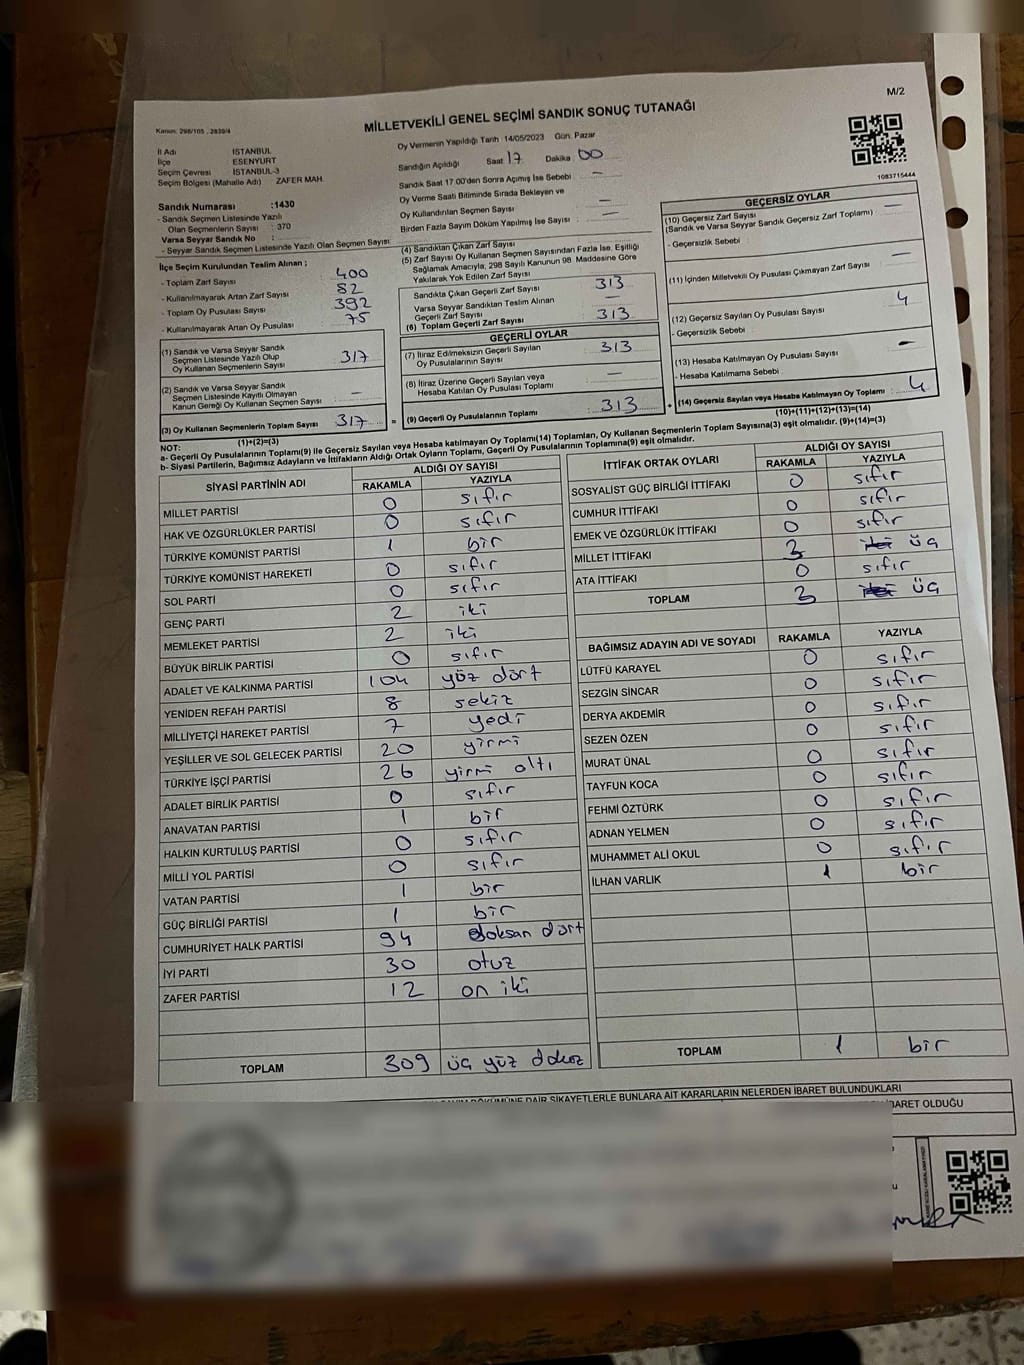 M/2
MİLLETVEKİLİ GENEL SEÇİMİ SANDIK SONUÇ TUTANAĞI
Kanun: 298/105 , 2839/4
İl Adı İSTANBUL
İlçe ESENYURT
Seçim Çevresi İSTANBUL-3
Seçim Bölgesi (Mahalle Adı) ZAFER MAH.
Sandık Numarası :1430
- Sandık Seçmen Listesinde Yazılı
Olan Seçmenlerin Sayısı : 370
Varsa Seyyar Sandık No :
- Seyyar Sandık Seçmen Listesinde Yazılı Olan Seçmen Sayısı
Oy Vermenin Yapıldığı Tarih 14/05/2023 Gün. Pazar
Sandığın Açıldığı Saat 17 Dakika 00
Sandık Saat 17.00'den Sonra Açımış İse Sebebi —
Oy Verme Saati Bitiminde Sırada Bekleyen ve
Oy Kullandırılan Seçmen Sayısı —
Birden Fazla Sayım Döküm Yapılmış İse Sayısı : —
1083715444
İlçe Seçim Kurulundan Teslim Alınan ;
- Toplam Zarf Sayısı 400
- Kullanılmayarak Artan Zarf Sayısı 82
- Toplam Oy Pusulası Sayısı 392
- Kullanılmayarak Artan Oy Pusulası 75
(1) Sandık ve Varsa Seyyar Sandık
Seçmen Listesinde Yazılı Olup
Oy Kullanan Seçmenlerin Sayısı 317
(2) Sandık ve Varsa Seyyar Sandık
Seçmen Listesinde Kayıtlı Olmayan
Kanun Gereği Oy Kullanan Seçmen Sayısı —
(3) Oy Kullanan Seçmenlerin Toplam Sayısı 317 =
(1)+(2)=(3)
(4) Sandıktan Çıkan Zarf Sayısı
(5) Zarf Sayısı Oy Kullanan Seçmen Sayısından Fazla İse, Eşitliği
Sağlamak Amacıyla, 298 Sayılı Kanunun 98 Maddesine Göre
Yakılarak Yok Edilen Zarf Sayısı
Sandıkta Çıkan Geçerli Zarf Sayısı 313
Varsa Seyyar Sandıktan Teslim Alınan
Geçerli Zarf Sayısı —
(6) Toplam Geçerli Zarf Sayısı 313
GEÇERLİ OYLAR
(7) İtiraz Edilmeksizin Geçerli Sayılan
Oy Pusulalarının Sayısı 313
(8) İtiraz Üzerine Geçerli Sayılan veya
Hesaba Katılan Oy Pusulası Toplamı —
(9) Geçerli Oy Pusulalarının Toplamı : 313 +
GEÇERSİZ OYLAR
(10) Geçersiz Zarf Sayısı —
(Sandık ve Varsa Seyyar Sandık Geçersiz Zarf Toplamı)
- Geçersizlik Sebebi :
(11) İçinden Milletvekili Oy Pusulası Çıkmayan Zarf Sayısı —
(12) Geçersiz Sayılan Oy Pusulası Sayısı 4
- Geçersizlik Sebebi
(13) Hesaba Katılmayan Oy Pusulası Sayısı —
- Hesaba Katılmama Sebebi
(14) Geçersiz Sayılan veya Hesaba Katılmayan Oy Toplamı : 4
(10)+(11)+(12)+(13)=(14)
NOT:
a- Geçerli Oy Pusulalarının Toplamı(9) ile Geçersiz Sayılan veya Hesaba katılmayan Oy Toplamı(14) Toplamları, Oy Kullanan Seçmenlerin Toplam Sayısına(3) eşit olmalıdır. (9)+(14)=(3)
b- Siyasi Partilerin, Bağımsız Adayların ve İttifakların Aldığı Ortak Oyların Toplamı, Geçerli Oy Pusulalarının Toplamına(9) eşit olmalıdır.
SİYASİ PARTİNİN ADI ALDIĞI OY SAYISI
RAKAMLA YAZIYLA
MİLLET PARTİSİ 0 sıfır
HAK VE ÖZGÜRLÜKLER PARTİSİ 0 sıfır
TÜRKİYE KOMÜNİST PARTİSİ 1 bir
TÜRKİYE KOMÜNİST HAREKETİ 0 sıfır
SOL PARTİ 0 sıfır
GENÇ PARTİ 2 iki
MEMLEKET PARTİSİ 2 iki
BÜYÜK BİRLİK PARTİSİ 0 sıfır
ADALET VE KALKINMA PARTİSİ 104 yüz dört
YENİDEN REFAH PARTİSİ 8 sekiz
MİLLİYETÇİ HAREKET PARTİSİ 7 yedi
YEŞİLLER VE SOL GELECEK PARTİSİ 20 yirmi
TÜRKİYE İŞÇİ PARTİSİ 26 yirmi altı
ADALET BİRLİK PARTİSİ 0 sıfır
ANAVATAN PARTİSİ 1 bir
HALKIN KURTULUŞ PARTİSİ 0 sıfır
MİLLİ YOL PARTİSİ 0 sıfır
VATAN PARTİSİ 1 bir
GÜÇ BİRLİĞİ PARTİSİ 1 bir
CUMHURİYET HALK PARTİSİ 94 doksan dört
İYİ PARTİ 30 otuz
ZAFER PARTİSİ 12 on iki
TOPLAM 309 üç yüz dokuz
İTTİFAK ORTAK OYLARI ALDIĞI OY SAYISI
RAKAMLA YAZIYLA
SOSYALİST GÜÇ BİRLİĞİ İTTİFAKI 0 sıfır
CUMHUR İTTİFAKI 0 sıfır
EMEK VE ÖZGÜRLÜK İTTİFAKI 0 sıfır
MİLLET İTTİFAKI 3 iki üç
ATA İTTİFAKI 0 sıfır
TOPLAM 3 iki üç
BAĞIMSIZ ADAYIN ADI VE SOYADI RAKAMLA YAZIYLA
LÜTFÜ KARAYEL 0 sıfır
SEZGİN SİNCAR 0 sıfır
DERYA AKDEMİR 0 sıfır
SEZEN ÖZEN 0 sıfır
MURAT ÜNAL 0 sıfır
TAYFUN KOCA 0 sıfır
FEHMİ ÖZTÜRK 0 sıfır
ADNAN YELMEN 0 sıfır
MUHAMMET ALİ OKUL 0 sıfır
İLHAN VARLIK 1 bir
TOPLAM 1 bir
DÖKÜMÜNE DAİR ŞİKAYETLERLE BUNLARA AİT KARARLARIN NELERDEN İBARET BULUNDUKLARI
İBARET OLDUĞU